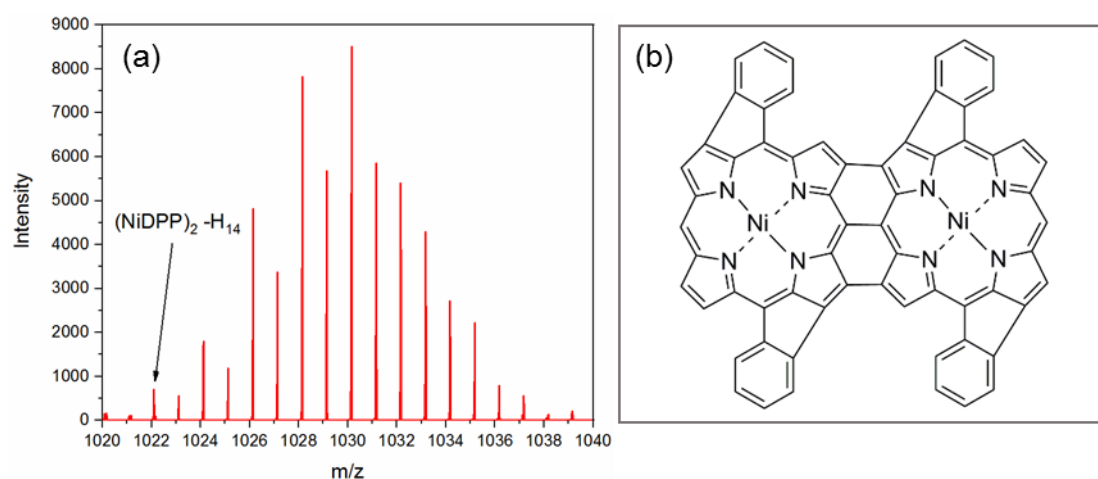 (a)
9000
8000
7000
6000
5000
4000
3000
2000
1000
0
Intensity
(NiDPP)₂ -H₁₄
1020 1022 1024 1026 1028 1030 1032 1034 1036 1038 1040
m/z
(b)
N N N N
Ni Ni
N N N N